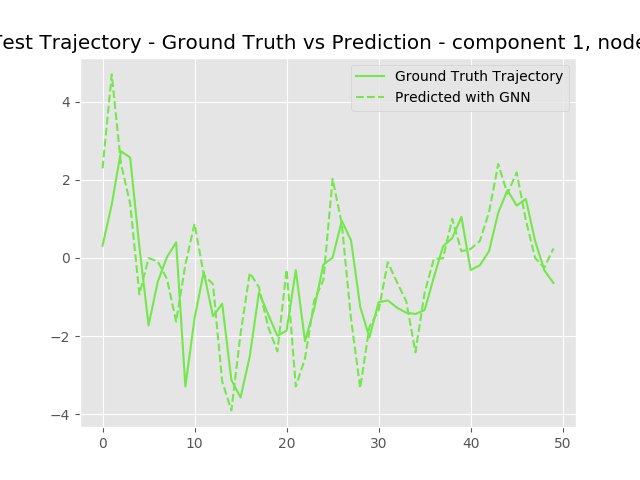 Test Trajectory - Ground Truth vs Prediction - component 1, node
Ground Truth Trajectory
Predicted with GNN
4
2
0
−2
−4
0 10 20 30 40 50